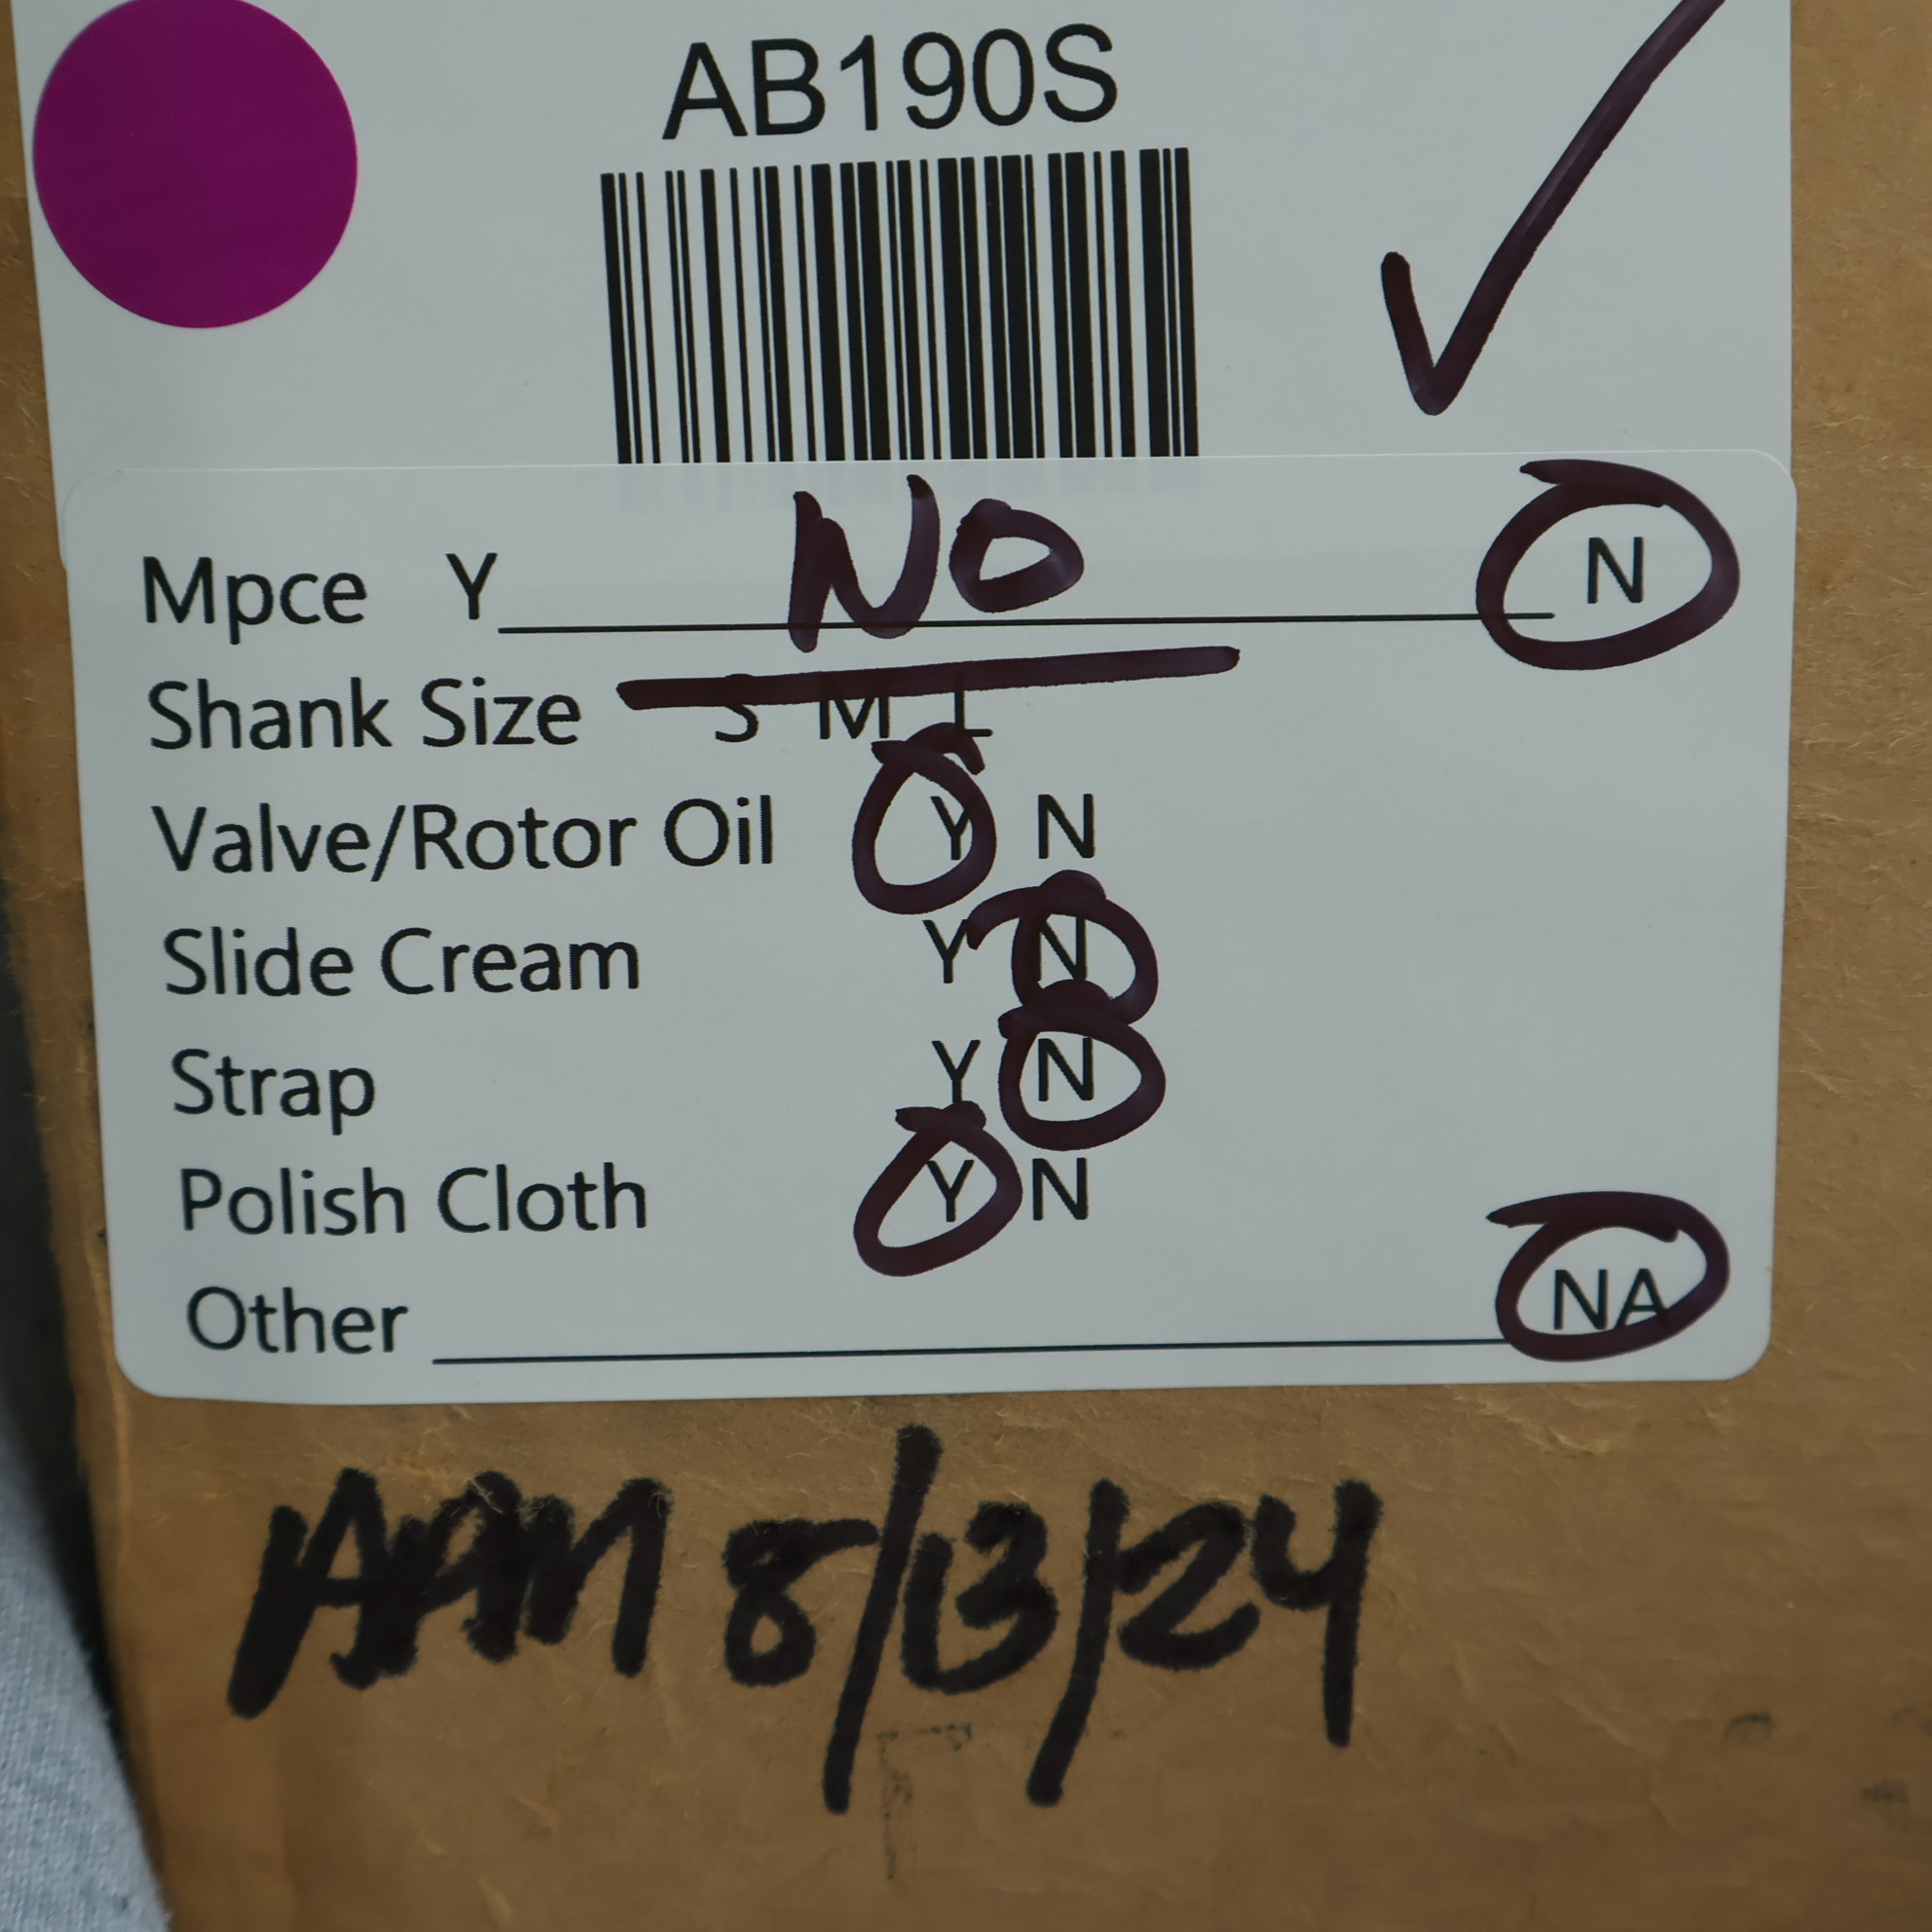 AB190S
Mpce Y NO N
Shank Size S M L
Valve/Rotor Oil Y N
Slide Cream Y N
Strap Y N
Polish Cloth Y N
Other NA
8/13/24